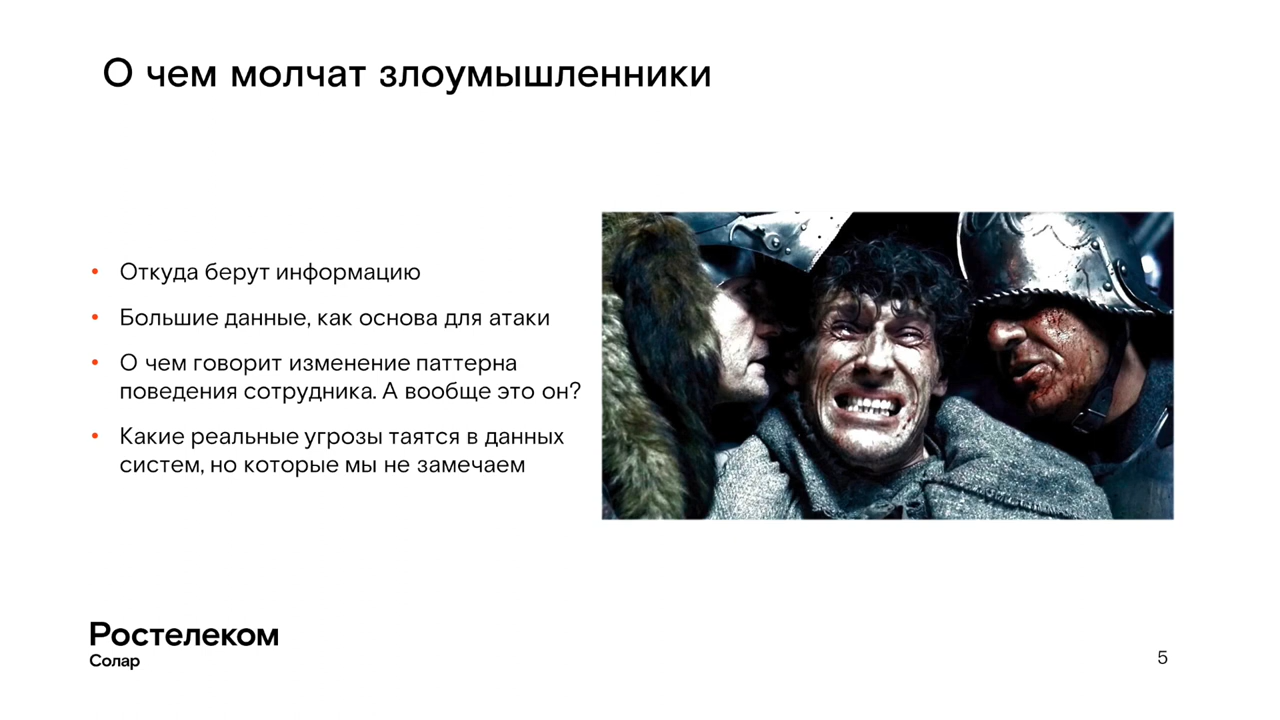 О чем молчат злоумышленники
• Откуда берут информацию
• Большие данные, как основа для атаки
• О чем говорит изменение паттерна
поведения сотрудника. А вообще это он?
• Какие реальные угрозы таятся в данных
систем, но которые мы не замечаем
Ростелеком
Солар
5